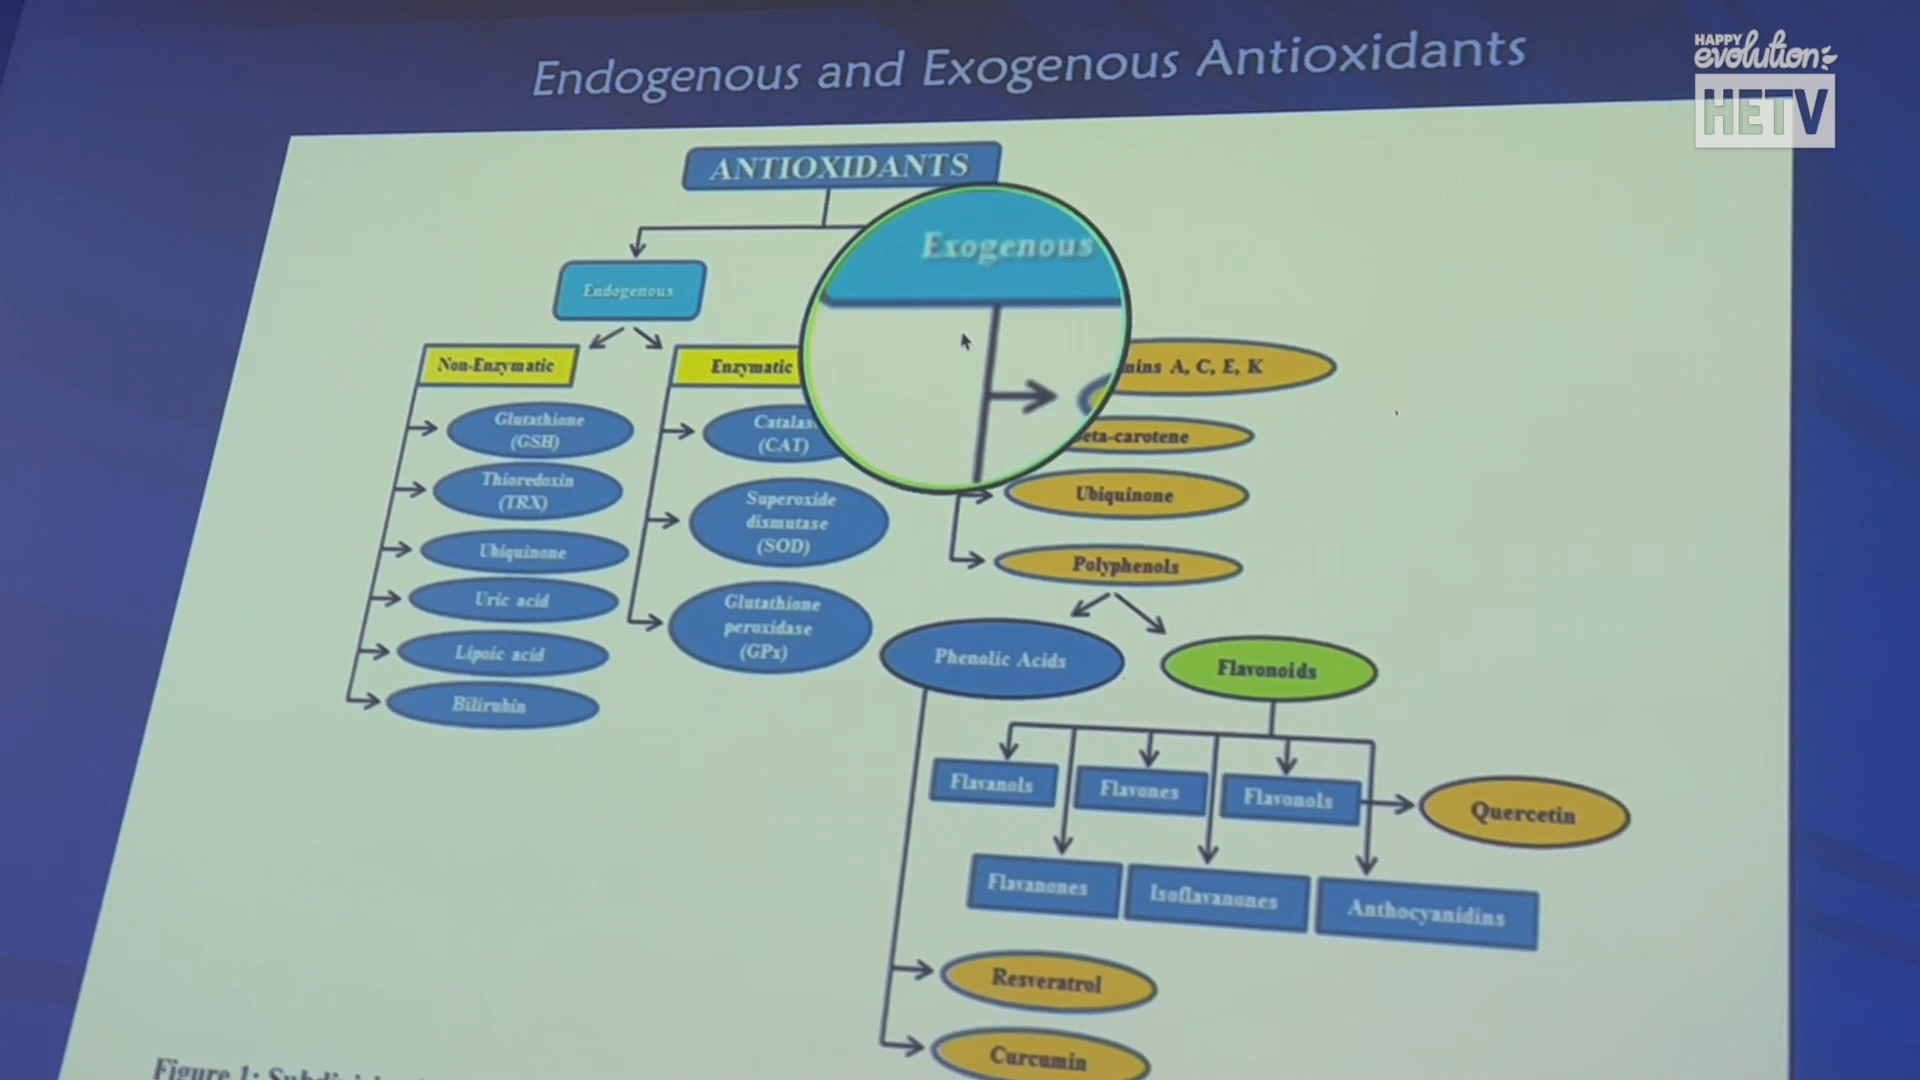 Endogenous and Exogenous Antioxidants
HAPPY
evolution
HETV
ANTIOXIDANTS
Exogenous
Endogenous
Non-Enzymatic
Enzymatic
Glutathione
(GSH)
Thioredoxin
(TRX)
Ubiquinone
Uric acid
Lipoic acid
Bilirubin
Catalas
(CAT)
Superoxide
dismutase
(SOD)
Glutathione
peroxidase
(GPx)
mins A, C, E, K
eta-carotene
Ubiquinone
Polyphenols
Phenolic Acids
Flavonoids
Flavanols
Flavones
Flavonols
Quercetin
Flavanones
Isoflavanones
Anthocyanidins
Resveratrol
Curcumin
Figure 1: